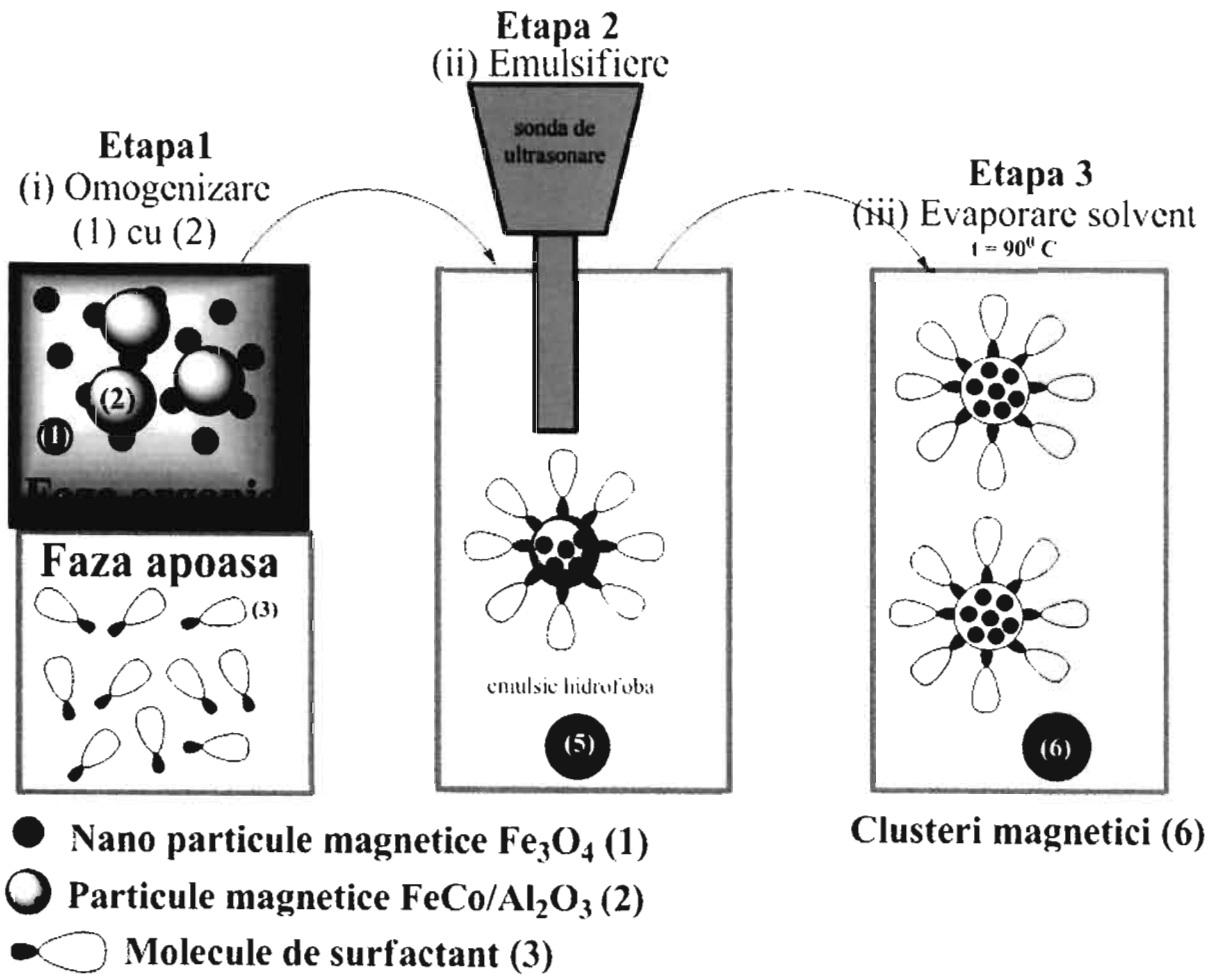 Etapa1
(i) Omogenizare
(1) cu (2)
(2)
(1)
Faza apoasa
(3)
Etapa 2
(ii) Emulsifiere
sonda de
ultrasonare
emulsie hidrofoba
(5)
Etapa 3
(iii) Evaporare solvent
t = 90⁰ C
(6)
Clusteri magnetici (6)
Nano particule magnetice Fe₃O₄ (1)
Particule magnetice FeCo/Al₂O₃ (2)
Molecule de surfactant (3)